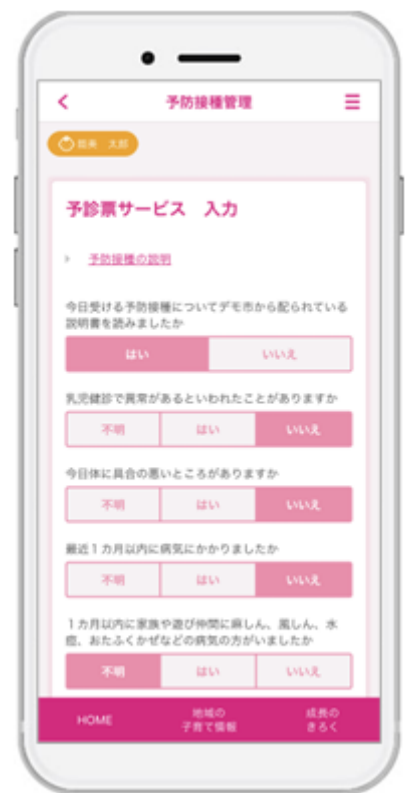 予防接種管理
太郎
予診票サービス 入力
予防接種の説明
今日受ける予防接種についてデモ市から配られている
説明書を読みましたか
はい いいえ
乳児健診で異常があるといわれたことがありますか
不明 はい いいえ
今日体に具合の悪いところがありますか
不明 はい いいえ
最近1カ月以内に病気にかかりましたか
不明 はい いいえ
1カ月以内に家族や遊び仲間に麻しん、風しん、水
痘、おたふくかぜなどの病気の方がいましたか
不明 はい いいえ
HOME 地域の 成長の
子育て情報 きろく